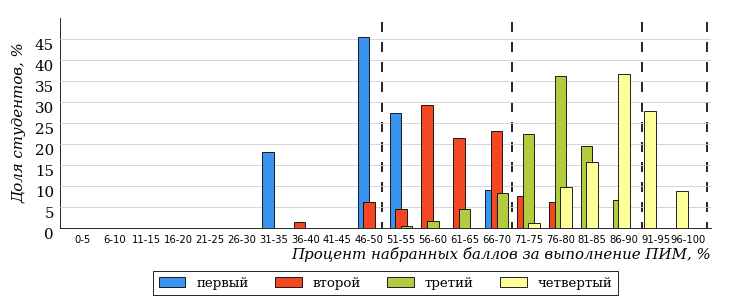 Доля студентов, %
45
40
35
30
25
20
15
10
5
0
0-5 6-10 11-15 16-20 21-25 26-30 31-35 36-40 41-45 46-50 51-55 56-60 61-65 66-70 71-75 76-80 81-85 86-90 91-95 96-100
Процент набранных баллов за выполнение ПИМ, %
первый второй третий четвертый